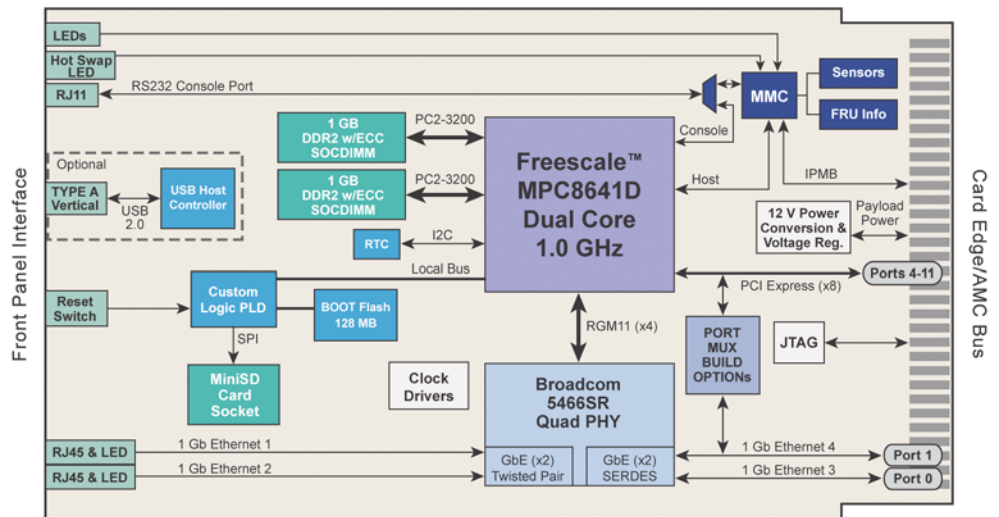 LEDs
Hot Swap
LED
RJ11
RS232 Console Port
MMC
Sensors
FRU Info
1 GB
DDR2 w/ECC
SOCDIMM
PC2-3200
Freescale™
MPC8641D
Dual Core
1.0 GHz
Console
Host
IPMB
Optional
TYPE A
Vertical
USB
2.0
USB Host
Controller
1 GB
DDR2 w/ECC
SOCDIMM
PC2-3200
12 V Power
Conversion &
Voltage Reg.
Payload
Power
RTC
I2C
Local Bus
PCI Express (x8)
Ports 4-11
Reset
Switch
Custom
Logic PLD
BOOT Flash
128 MB
SPI
MiniSD
Card
Socket
RGM11 (x4)
PORT
MUX
BUILD
OPTIONs
JTAG
Clock
Drivers
Broadcom
5466SR
Quad PHY
GbE (x2)
Twisted Pair
GbE (x2)
SERDES
RJ45 & LED
1 Gb Ethernet 1
1 Gb Ethernet 4
Port 1
RJ45 & LED
1 Gb Ethernet 2
1 Gb Ethernet 3
Port 0
Front Panel Interface
Card Edge/AMC Bus